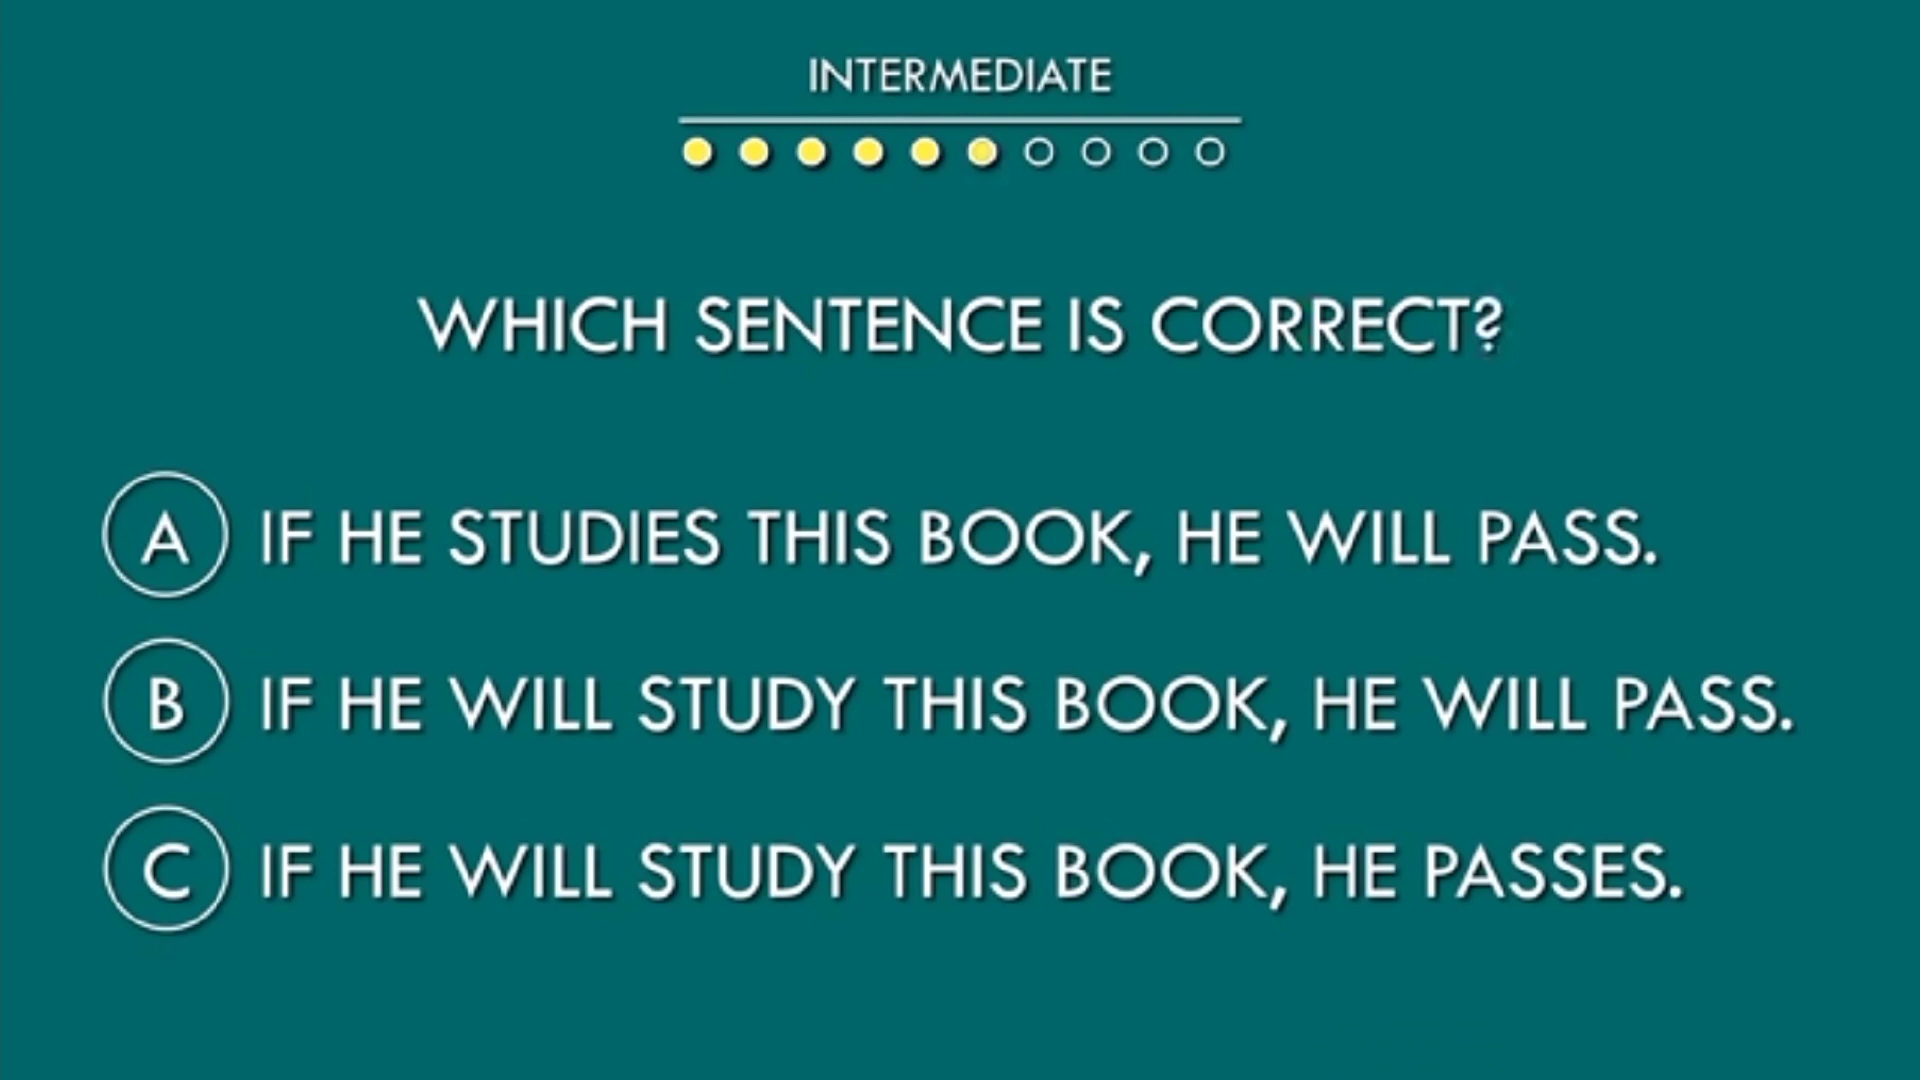 INTERMEDIATE
WHICH SENTENCE IS CORRECT?
A IF HE STUDIES THIS BOOK, HE WILL PASS.
B IF HE WILL STUDY THIS BOOK, HE WILL PASS.
C IF HE WILL STUDY THIS BOOK, HE PASSES.